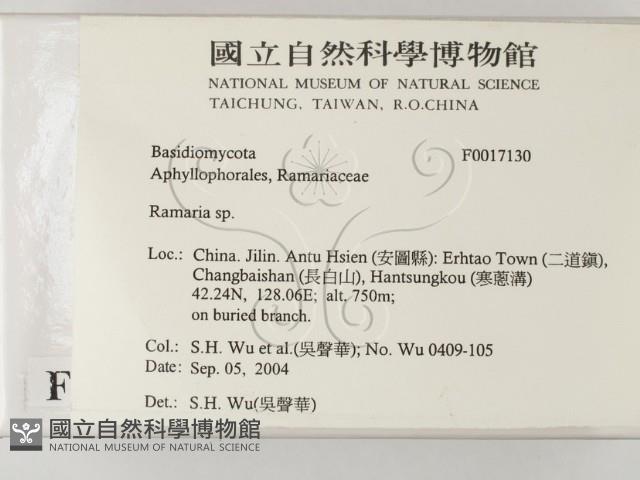 國立自然科學博物館
NATIONAL MUSEUM OF NATURAL SCIENCE
TAICHUNG, TAIWAN, R.O.CHINA
Basidiomycota F0017130
Aphyllophorales, Ramariaceae
Ramaria sp.
Loc.: China. Jilin. Antu Hsien (安圖縣): Erhtao Town (二道鎮),
Changbaishan (長白山), Hantsungkou (寒蔥溝)
42.24N, 128.06E; alt. 750m;
on buried branch.
Col.: S.H. Wu et al.(吳聲華); No. Wu 0409-105
Date: Sep. 05, 2004
Det.: S.H. Wu(吳聲華)
F
國立自然科學博物館
NATIONAL MUSEUM OF NATURAL SCIENCE